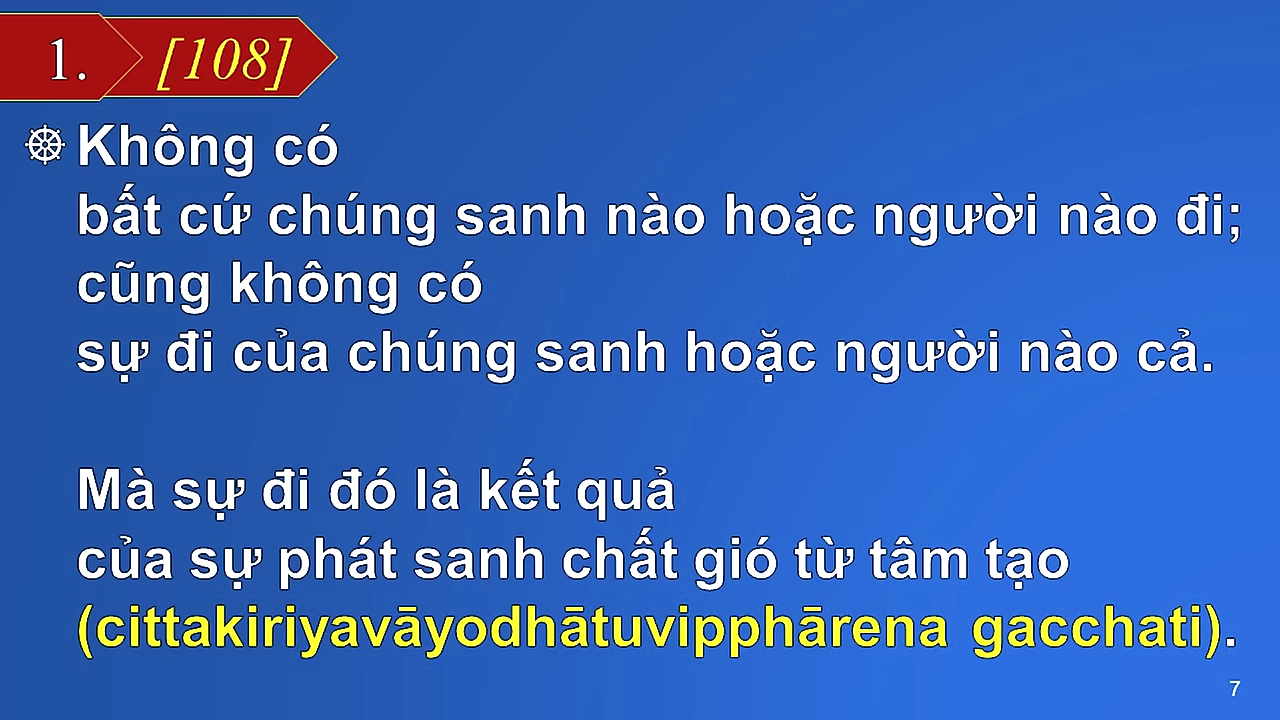 1. [108]
Không có
bất cứ chúng sanh nào hoặc người nào đi;
cũng không có
sự đi của chúng sanh hoặc người nào cả.
Mà sự đi đó là kết quả
của sự phát sanh chất gió từ tâm tạo
(cittakiriyavāyodhātuvipphārena gacchati).
7